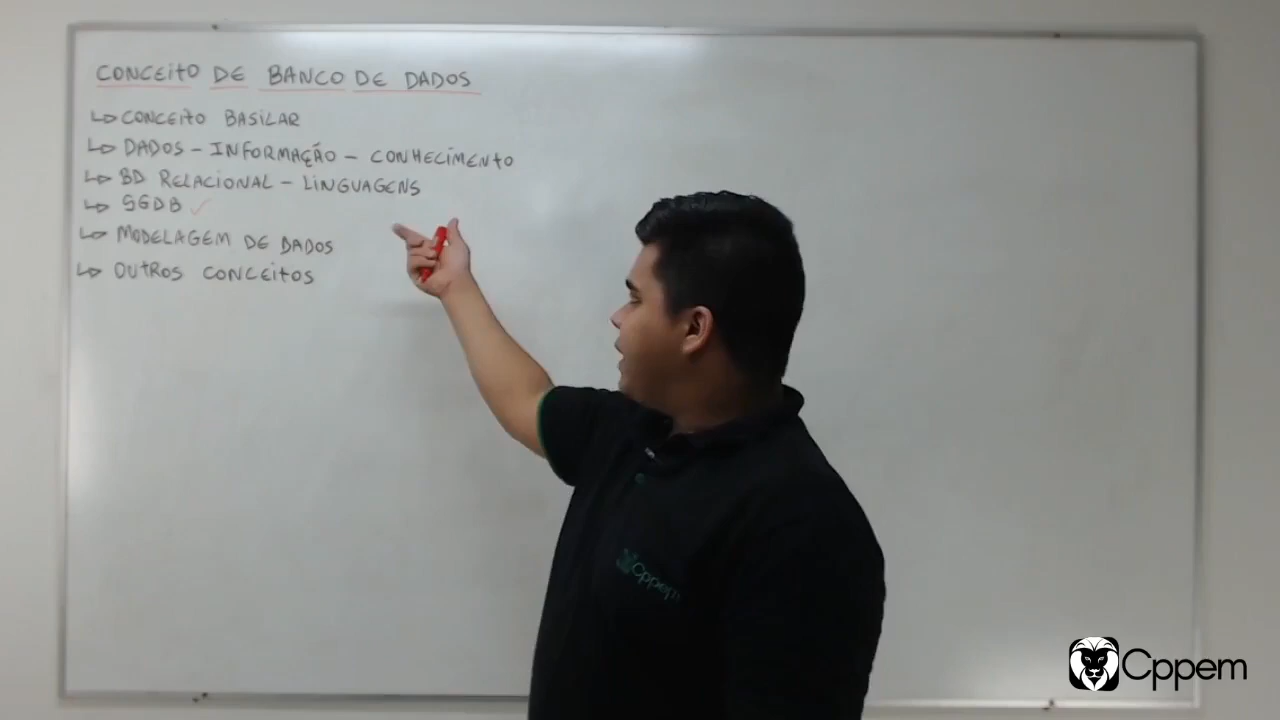 CONCEITO DE BANCO DE DADOS
CONCEITO BASILAR
DADOS - INFORMAÇÃO - CONHECIMENTO
BD RELACIONAL - LINGUAGENS
SGDB
MODELAGEM DE DADOS
OUTROS CONCEITOS
Cppem
Cppem